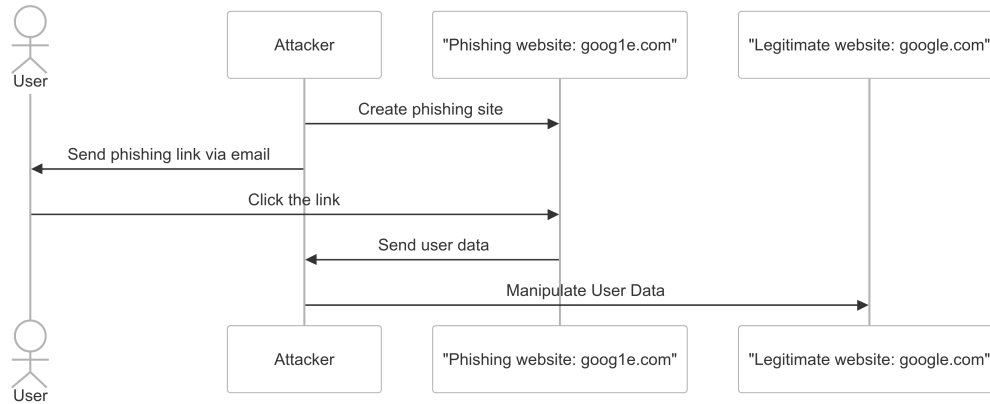 Attacker
"Phishing website: goog1e.com"
"Legitimate website: google.com"
User
Create phishing site
Send phishing link via email
Click the link
Send user data
Manipulate User Data
Attacker
"Phishing website: goog1e.com"
"Legitimate website: google.com"
User